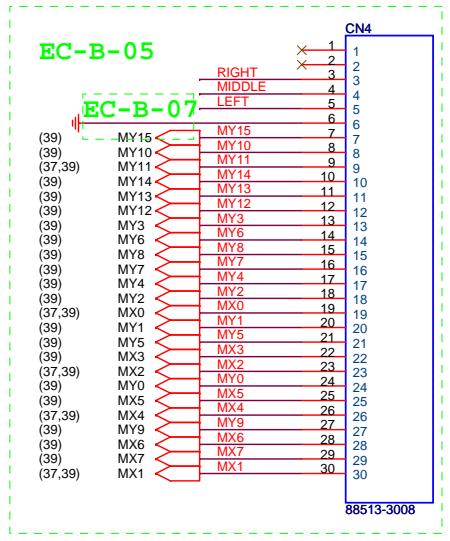 CN4
EC-B-05
1 1
2 2
RIGHT 3 3
MIDDLE 4 4
LEFT 5 5
EC-B-07
6 6
(39) MY15 MY15 7 7
(39) MY10 MY10 8 8
(37,39) MY11 MY11 9 9
(39) MY14 MY14 10 10
(39) MY13 MY13 11 11
(39) MY12 MY12 12 12
(39) MY3 MY3 13 13
(39) MY6 MY6 14 14
(39) MY8 MY8 15 15
(39) MY7 MY7 16 16
(39) MY4 MY4 17 17
(39) MY2 MY2 18 18
(37,39) MX0 MX0 19 19
(39) MY1 MY1 20 20
(39) MY5 MY5 21 21
(39) MX3 MX3 22 22
(37,39) MX2 MX2 23 23
(39) MY0 MY0 24 24
(39) MX5 MX5 25 25
(37,39) MX4 MX4 26 26
(39) MY9 MY9 27 27
(39) MX6 MX6 28 28
(39) MX7 MX7 29 29
(37,39) MX1 MX1 30 30
88513-3008